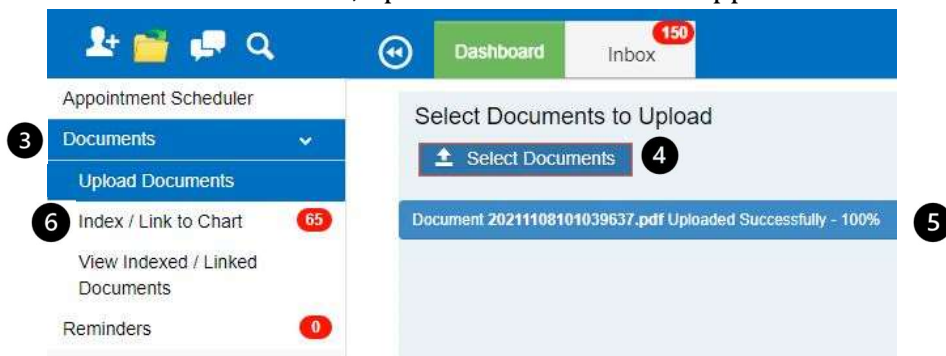 150
Dashboard
Inbox
Appointment Scheduler
3
Documents
Upload Documents
6
Index / Link to Chart
65
View Indexed / Linked
Documents
Reminders
0
Select Documents to Upload
Select Documents
4
Document 20211108101039637.pdf Uploaded Successfully - 100%
5